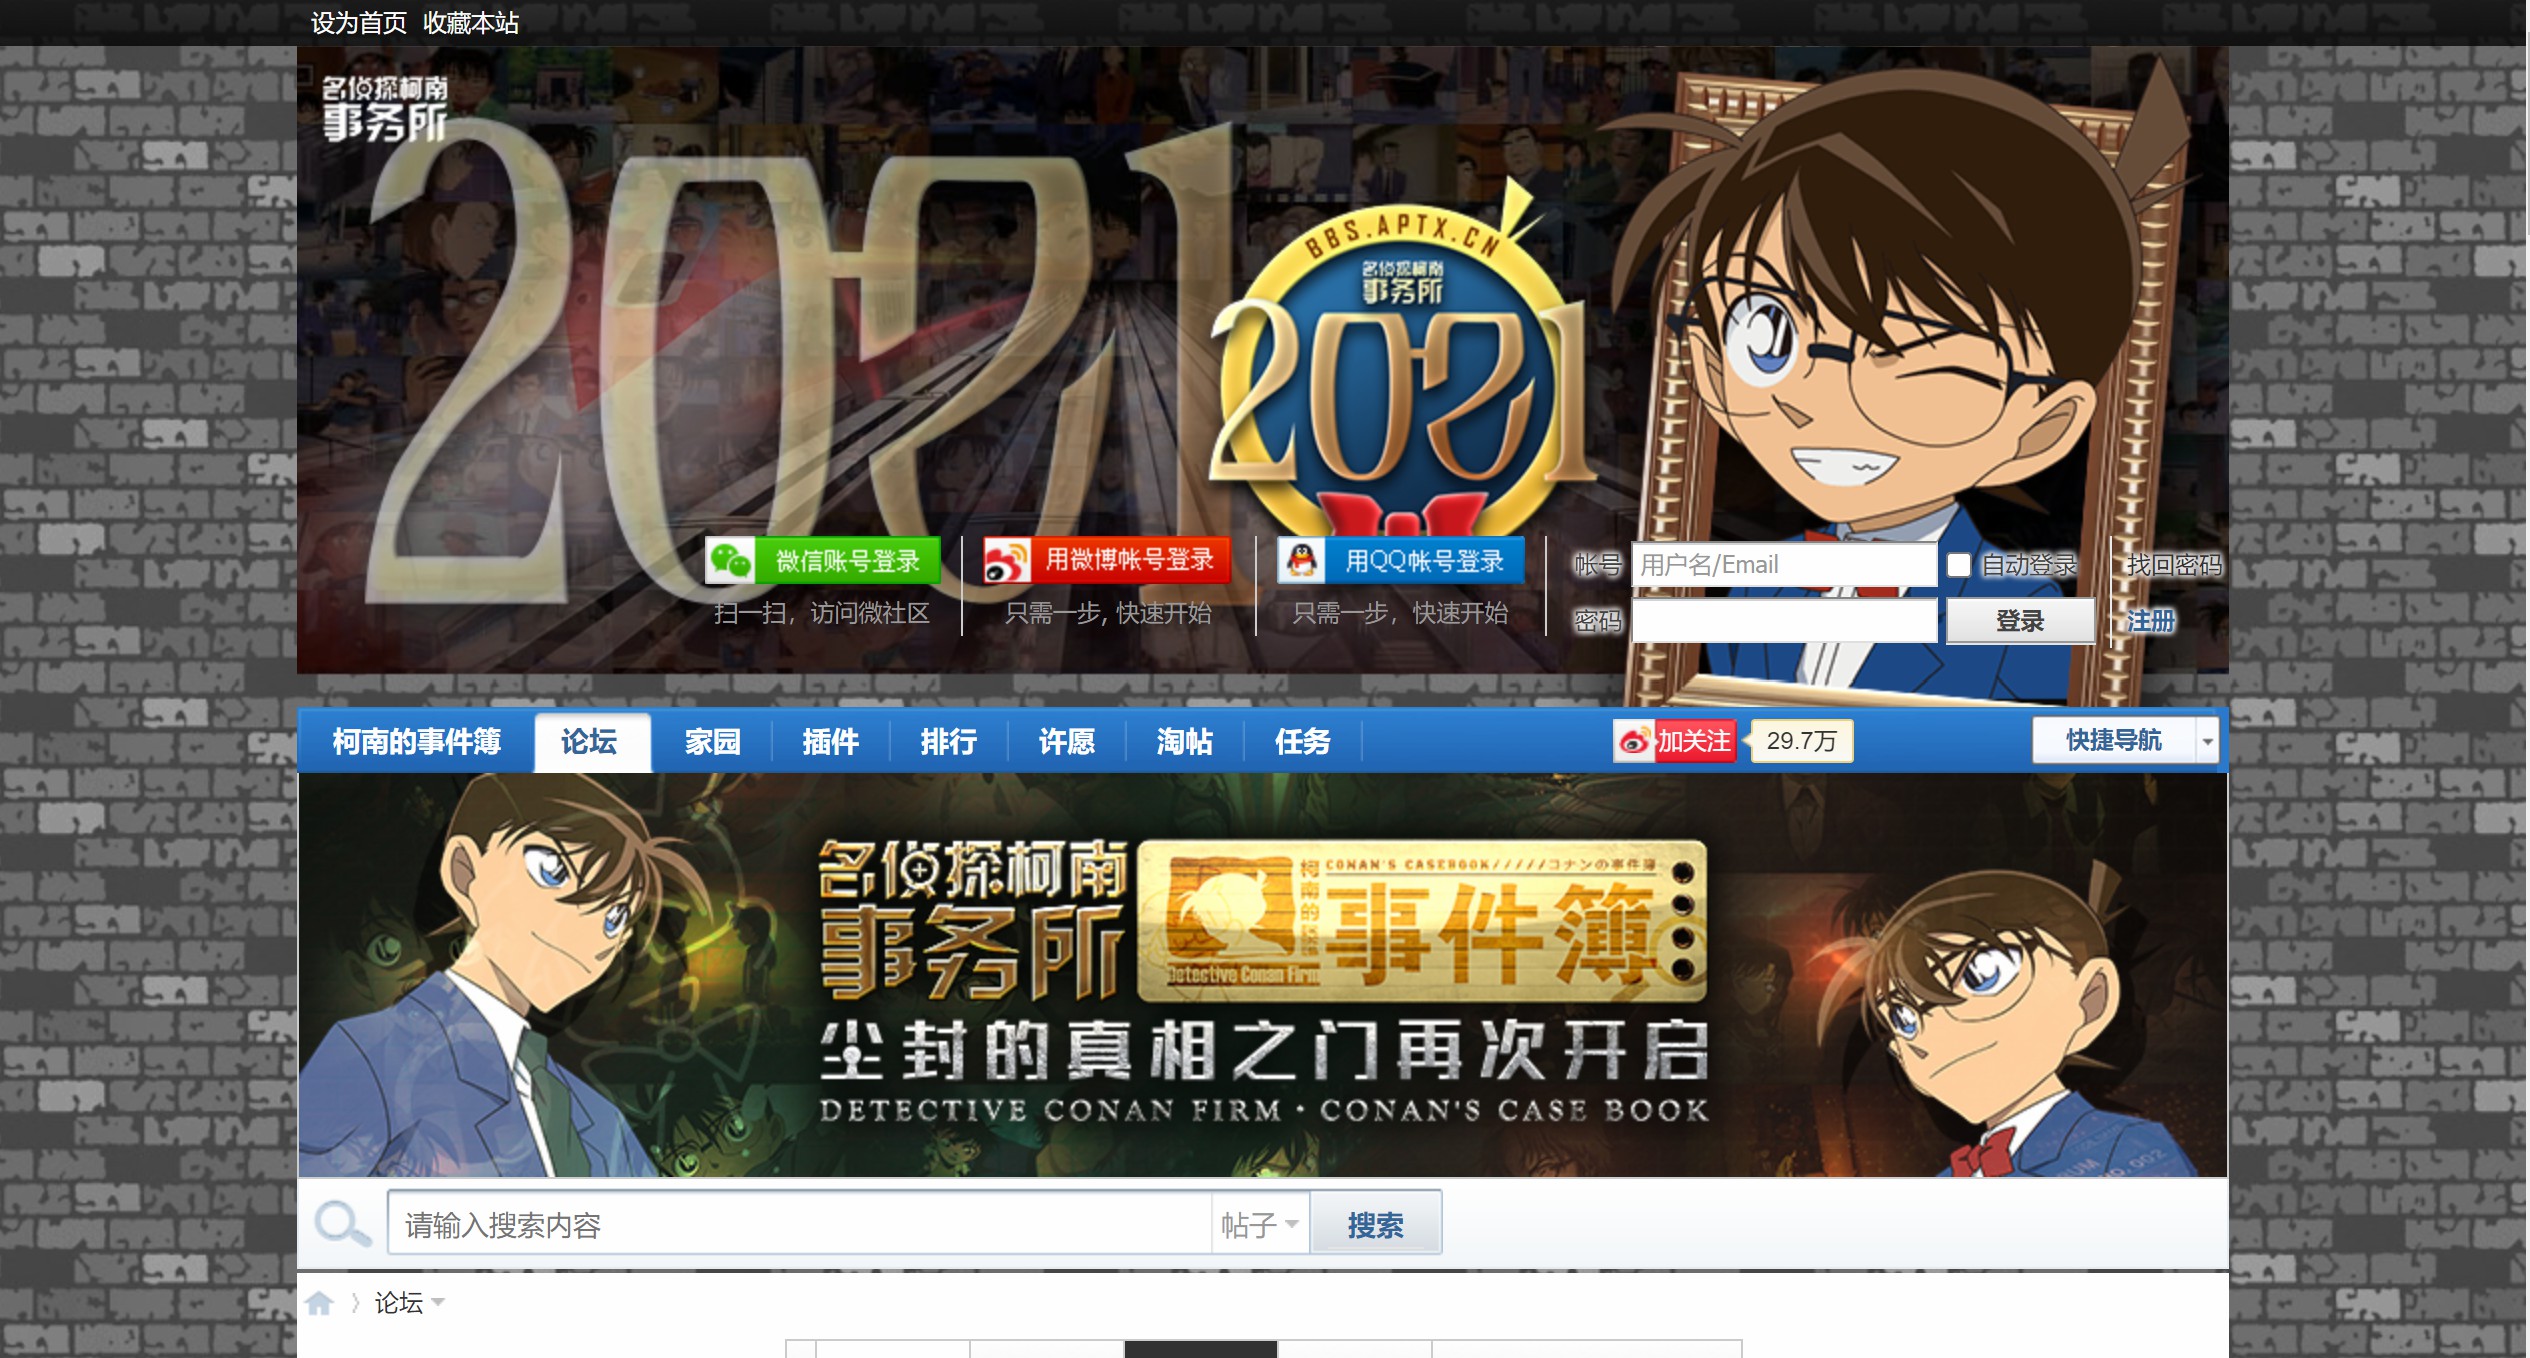 设为首页 收藏本站
名侦探柯南
事务所
2021
BBS.APTX.CN
名侦探柯南
事务所
2021
微信账号登录
扫一扫，访问微社区
用微博帐号登录
只需一步, 快速开始
用QQ帐号登录
只需一步，快速开始
帐号 用户名/Email 自动登录 找回密码
密码 登录 注册
柯南的事件簿 论坛 家园 插件 排行 许愿 淘帖 任务 加关注 29.7万 快捷导航
名侦探柯南
事务所
CONAN'S CASEBOOK/////コナンの事件簿
柯南的
事件簿
Detective Conan Firm
尘封的真相之门再次开启
DETECTIVE CONAN FIRM·CONAN'S CASE BOOK
请输入搜索内容 帖子 搜索
论坛